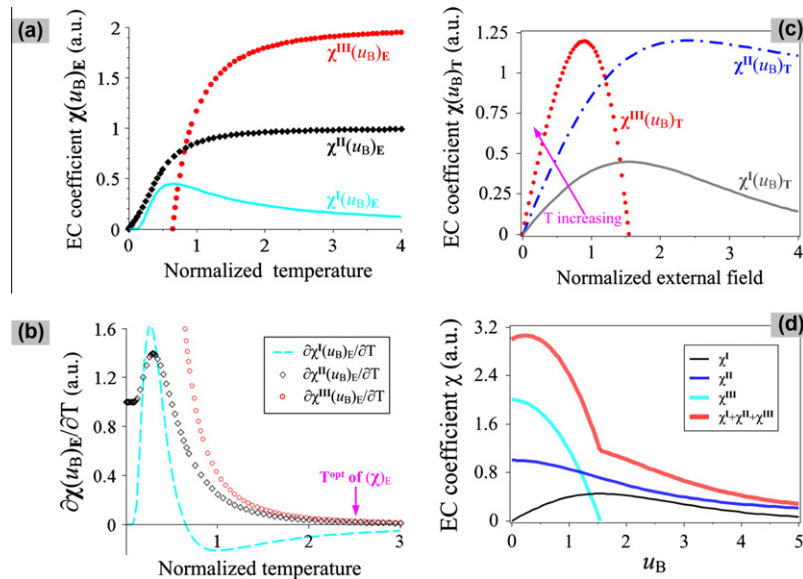 (a)
EC coefficient χ(uB)E (a.u.)
2
1.5
1
0.5
0
χIII(uB)E
χII(uB)E
χI(uB)E
0 1 2 3 4
Normalized temperature
(c)
EC coefficient χ(uB)T (a.u.)
1.25
0.75
0.25
0
χII(uB)T
χIII(uB)T
χI(uB)T
T increasing
0 1 2 3 4
Normalized external field
(b)
∂χ(uB)E/∂T (a.u.)
1.6
1.2
0.8
0.4
0
∂χI(uB)E/∂T
∂χII(uB)E/∂T
∂χIII(uB)E/∂T
Topt of (χ)E
1 2 3
Normalized temperature
(d)
EC coefficient χ (a.u.)
3.2
2.4
1.6
0.8
0
χI
χII
χIII
χI+χII+χIII
0 1 2 3 4 5
uB